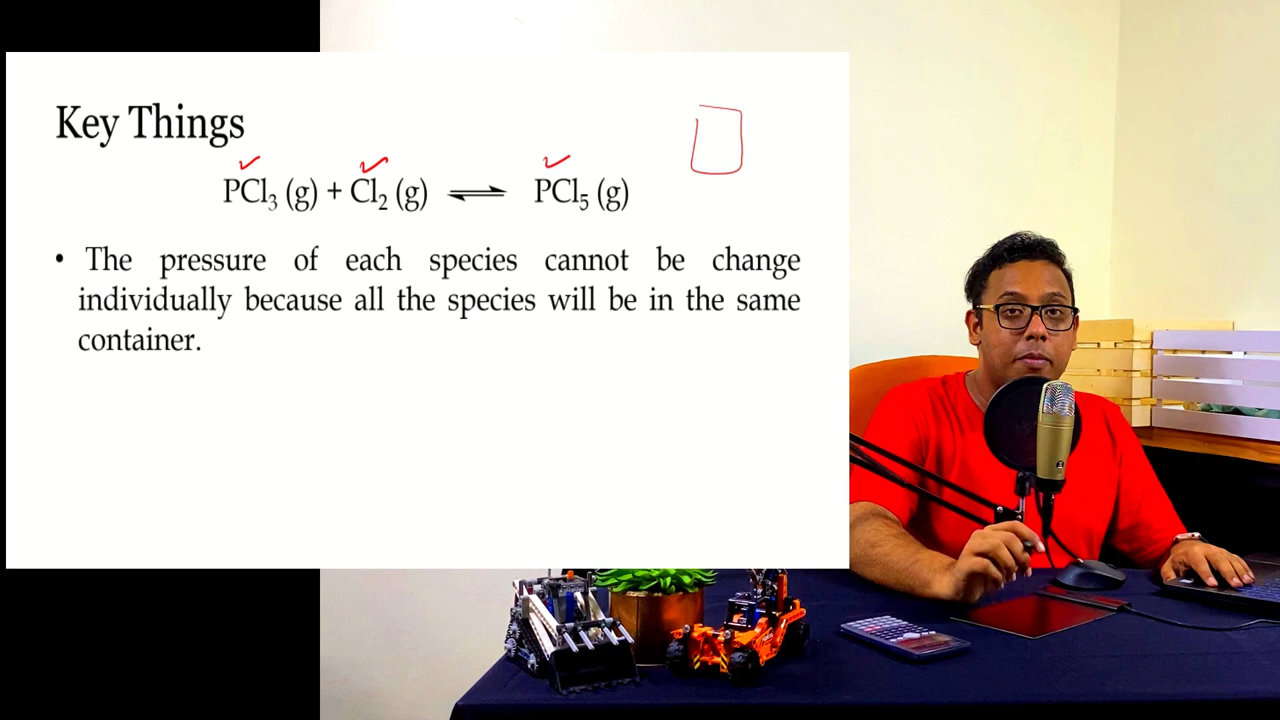 Key Things
PCl₃ (g) + Cl₂ (g) ⇌ PCl₅ (g)
• The pressure of each species cannot be change
individually because all the species will be in the same
container.